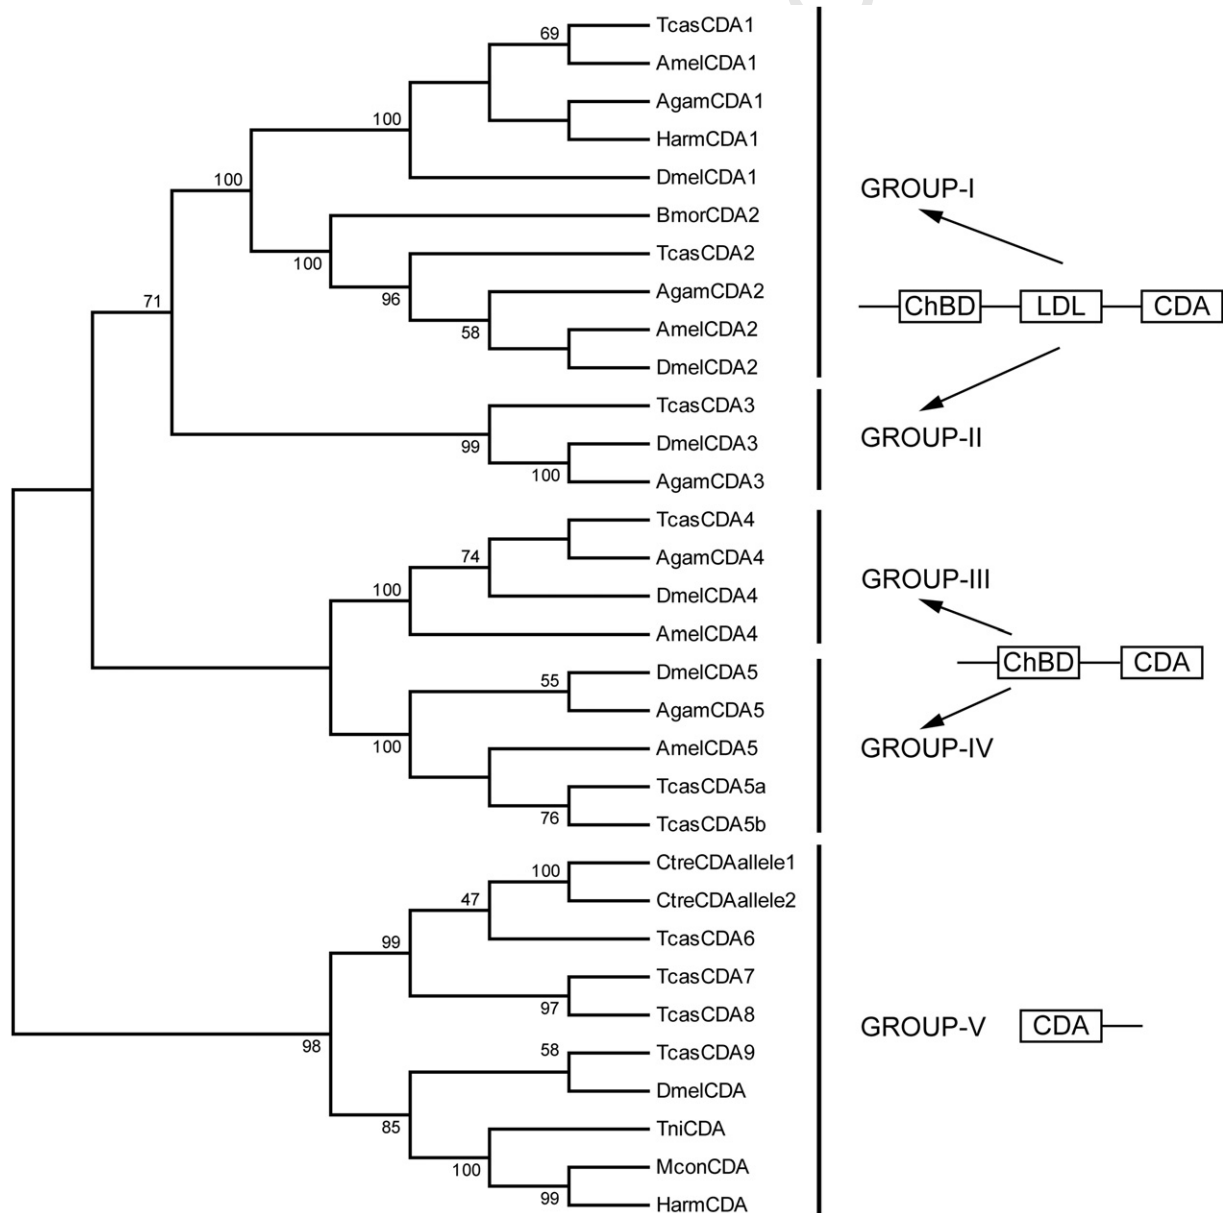 69
TcasCDA1
AmelCDA1
AgamCDA1
100
HarmCDA1
DmelCDA1
100
GROUP-I
BmorCDA2
100
TcasCDA2
96
AgamCDA2
71
ChBD
LDL
CDA
58
AmelCDA2
DmelCDA2
TcasCDA3
99
DmelCDA3
GROUP-II
100
AgamCDA3
TcasCDA4
74
AgamCDA4
GROUP-III
100
DmelCDA4
AmelCDA4
ChBD
CDA
55
DmelCDA5
AgamCDA5
100
AmelCDA5
GROUP-IV
TcasCDA5a
76
TcasCDA5b
100
CtreCDAallele1
47
CtreCDAallele2
99
TcasCDA6
TcasCDA7
97
TcasCDA8
GROUP-V
CDA
98
58
TcasCDA9
DmelCDA
85
TniCDA
100
MconCDA
99
HarmCDA